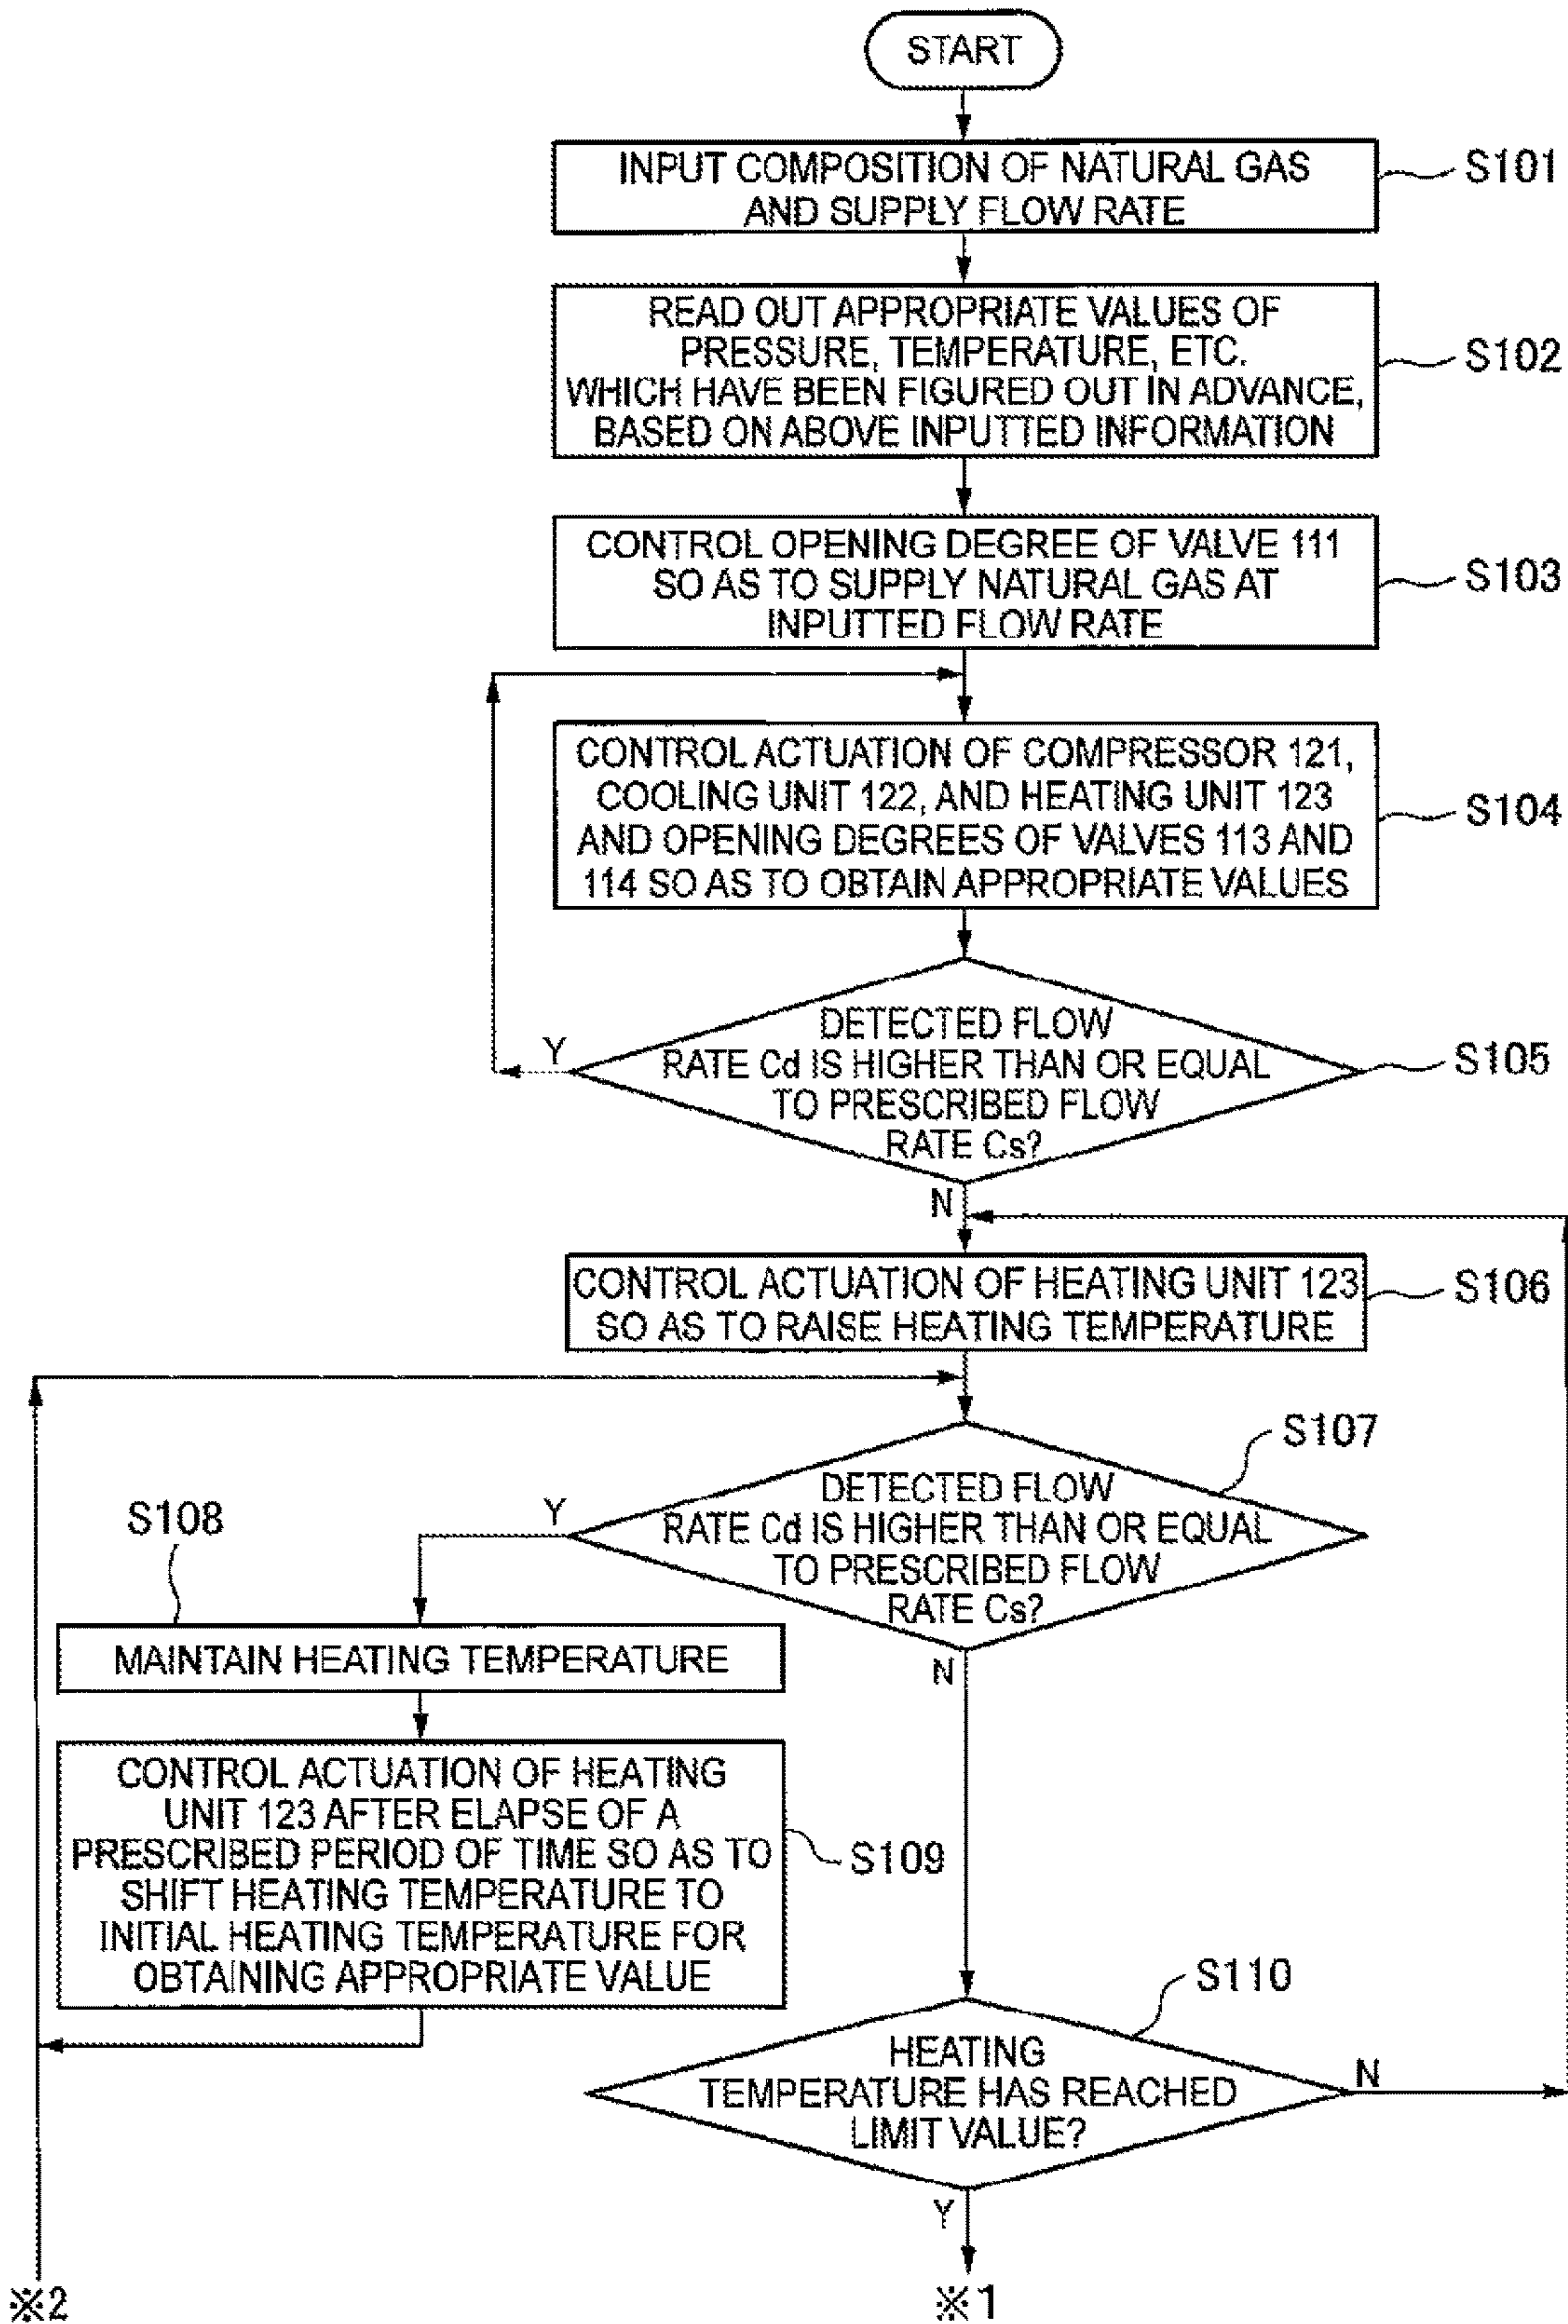 START
INPUT COMPOSITION OF NATURAL GAS
AND SUPPLY FLOW RATE
S101
READ OUT APPROPRIATE VALUES OF
PRESSURE, TEMPERATURE, ETC.
WHICH HAVE BEEN FIGURED OUT IN ADVANCE,
BASED ON ABOVE INPUTTED INFORMATION
S102
CONTROL OPENING DEGREE OF VALVE 111
SO AS TO SUPPLY NATURAL GAS AT
INPUTTED FLOW RATE
S103
CONTROL ACTUATION OF COMPRESSOR 121,
COOLING UNIT 122, AND HEATING UNIT 123
AND OPENING DEGREES OF VALVES 113 AND
114 SO AS TO OBTAIN APPROPRIATE VALUES
S104
DETECTED FLOW
RATE Cd IS HIGHER THAN OR EQUAL
TO PRESCRIBED FLOW
RATE Cs?
Y
S105
N
CONTROL ACTUATION OF HEATING UNIT 123
SO AS TO RAISE HEATING TEMPERATURE
S106
S107
DETECTED FLOW
RATE Cd IS HIGHER THAN OR EQUAL
TO PRESCRIBED FLOW
RATE Cs?
Y
N
S108
MAINTAIN HEATING TEMPERATURE
CONTROL ACTUATION OF HEATING
UNIT 123 AFTER ELAPSE OF A
PRESCRIBED PERIOD OF TIME SO AS TO
SHIFT HEATING TEMPERATURE TO
INITIAL HEATING TEMPERATURE FOR
OBTAINING APPROPRIATE VALUE
S109
S110
HEATING
TEMPERATURE HAS REACHED
LIMIT VALUE?
N
Y
※2
※1